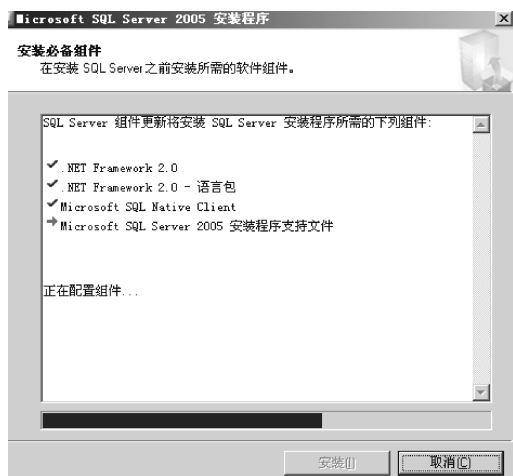 Microsoft SQL Server 2005 安装程序
安装必备组件
在安装 SQL Server之前安装所需的软件组件。
SQL Server 组件更新将安装 SQL Server 安装程序所需的下列组件:
.NET Framework 2.0
.NET Framework 2.0 - 语言包
Microsoft SQL Native Client
Microsoft SQL Server 2005 安装程序支持文件
正在配置组件...
安装(I)
取消(C)